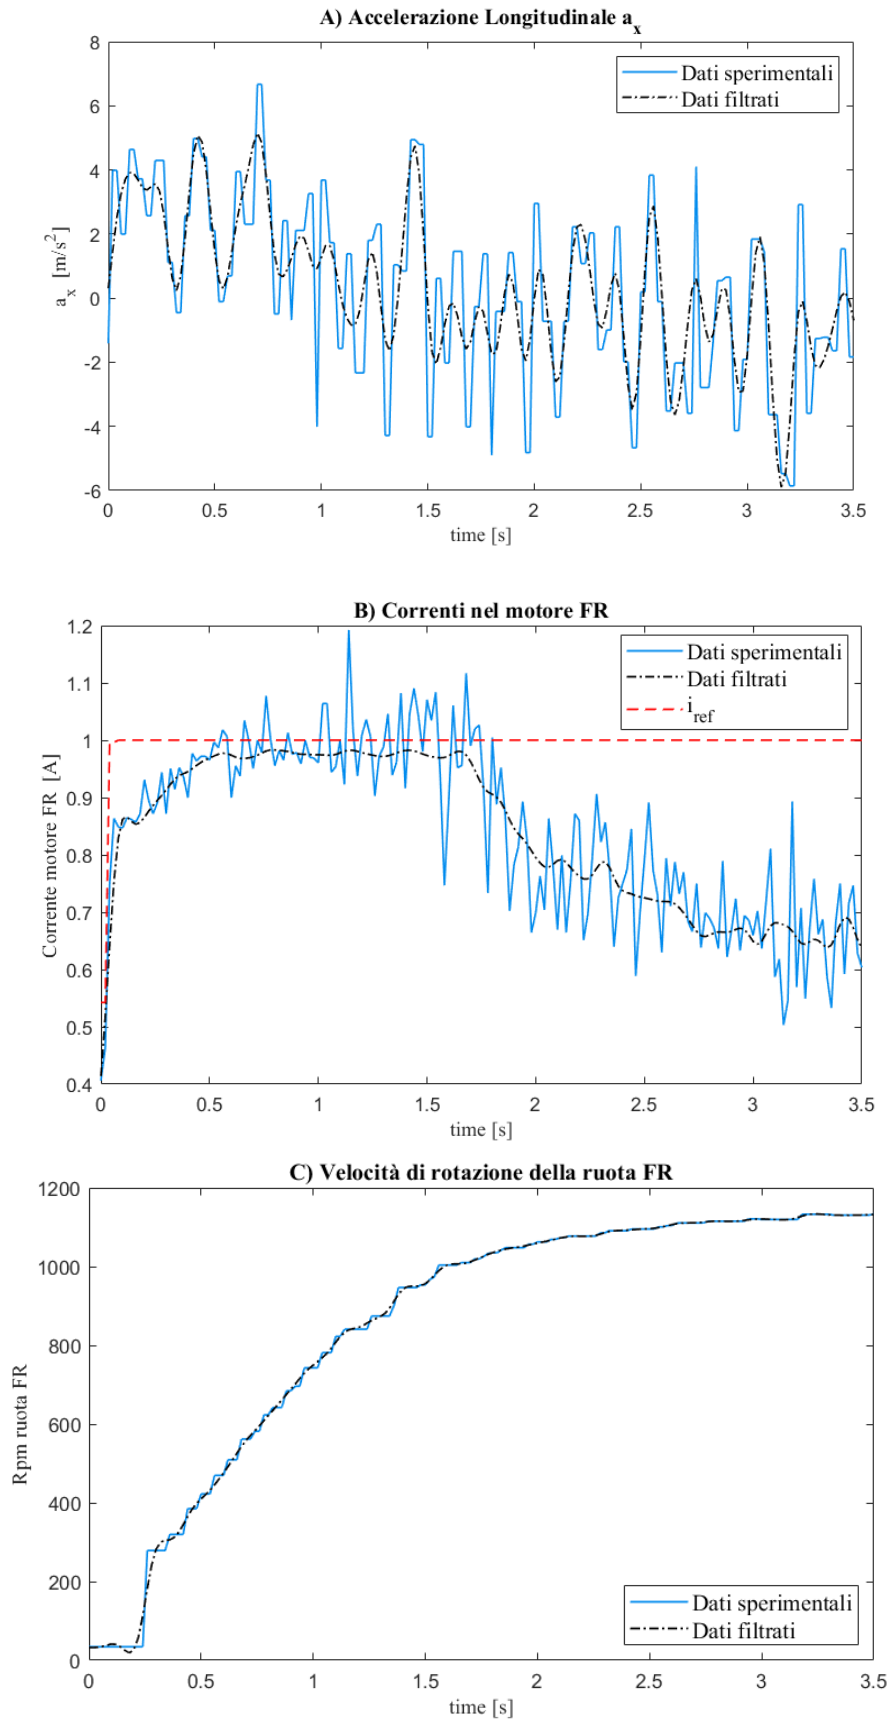 A) Accelerazione Longitudinale aₓ
8
6
4
2
0
-2
-4
-6
aₓ [m/s²]
Dati sperimentali
Dati filtrati
0 0.5 1 1.5 2 2.5 3 3.5
time [s]
B) Correnti nel motore FR
1.2
1.1
1
0.9
0.8
0.7
0.6
0.5
0.4
Corrente motore FR [A]
Dati sperimentali
Dati filtrati
i_ref
0 0.5 1 1.5 2 2.5 3 3.5
time [s]
C) Velocità di rotazione della ruota FR
1200
1000
800
600
400
200
0
Rpm ruota FR
Dati sperimentali
Dati filtrati
0 0.5 1 1.5 2 2.5 3 3.5
time [s]